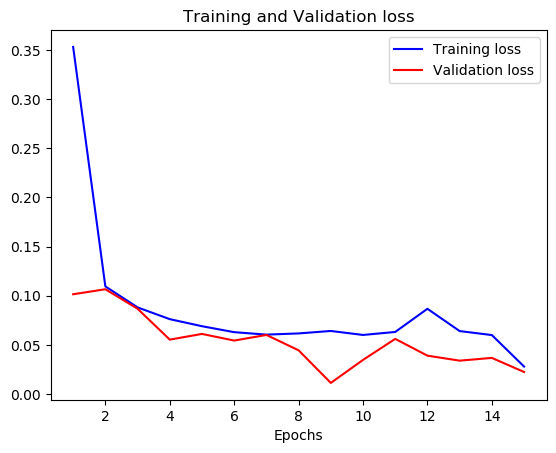 Training and Validation loss
Training loss
Validation loss
0.35
0.30
0.25
0.20
0.15
0.10
0.05
0.00
2 4 6 8 10 12 14
Epochs